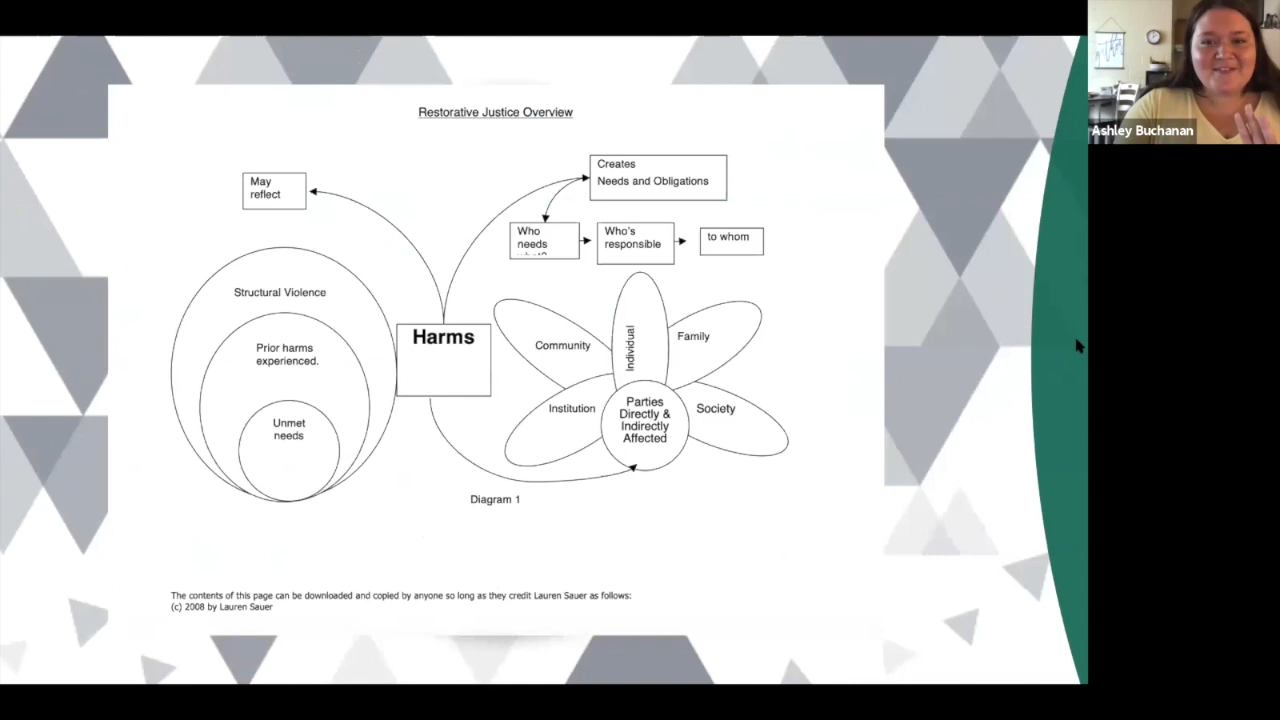 Restorative Justice Overview
May
reflect
Creates
Needs and Obligations
Who
needs
Who's
responsible
to whom
Structural Violence
Prior harms
experienced.
Unmet
needs
Harms
Community
Individual
Family
Institution
Society
Parties
Directly &
Indirectly
Affected
Diagram 1
The contents of this page can be downloaded and copied by anyone so long as they credit Lauren Sauer as follows:
(c) 2008 by Lauren Sauer
Ashley Buchanan